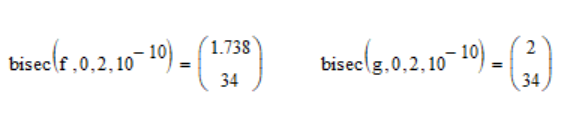 bisec(f,0,2,10^-10) = (1.738 34) bisec(g,0,2,10^-10) = (2 34)